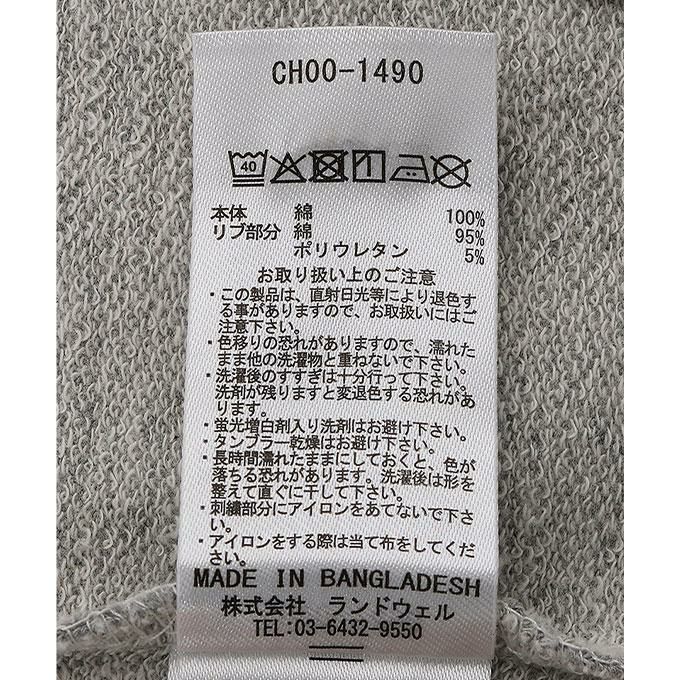 CH00-1490
40
本体 綿 100%
リブ部分 綿 95%
ポリウレタン 5%
お取り扱い上のご注意
・この製品は、直射日光等により退色す
る事がありますので、お取扱いにはご
注意下さい。
・色移りの恐れがありますので、濡れた
まま他の洗濯物と重ねないで下さい。
・洗濯後のすすぎは十分行って下さい。
洗剤が残りますと変退色する恐れがあ
ります。
・蛍光増白剤入り洗剤はお避け下さい。
・タンブラー乾燥はお避け下さい。
・長時間濡れたままにしておくと、色が
落ちる恐れがあります。洗濯後は形を
整えて直ぐに干して下さい。
・刺繍部分にアイロンをあてないで下さ
い。
・アイロンをする際は当て布をしてくだ
さい。
MADE IN BANGLADESH
株式会社 ランドウェル
TEL:03-6432-9550